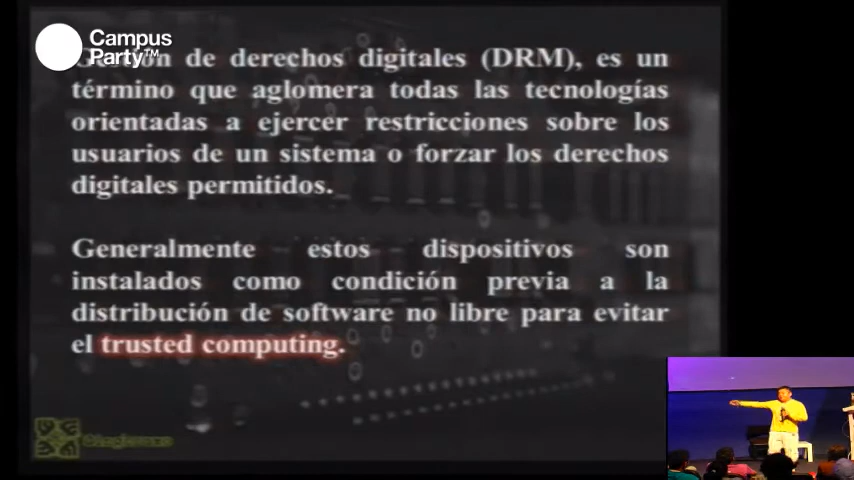 Campus
Party™
de derechos digitales (DRM), es un
término que aglomera todas las tecnologías
orientadas a ejercer restricciones sobre los
usuarios de un sistema o forzar los derechos
digitales permitidos.
Generalmente estos dispositivos son
instalados como condición previa a la
distribución de software no libre para evitar
el trusted computing.